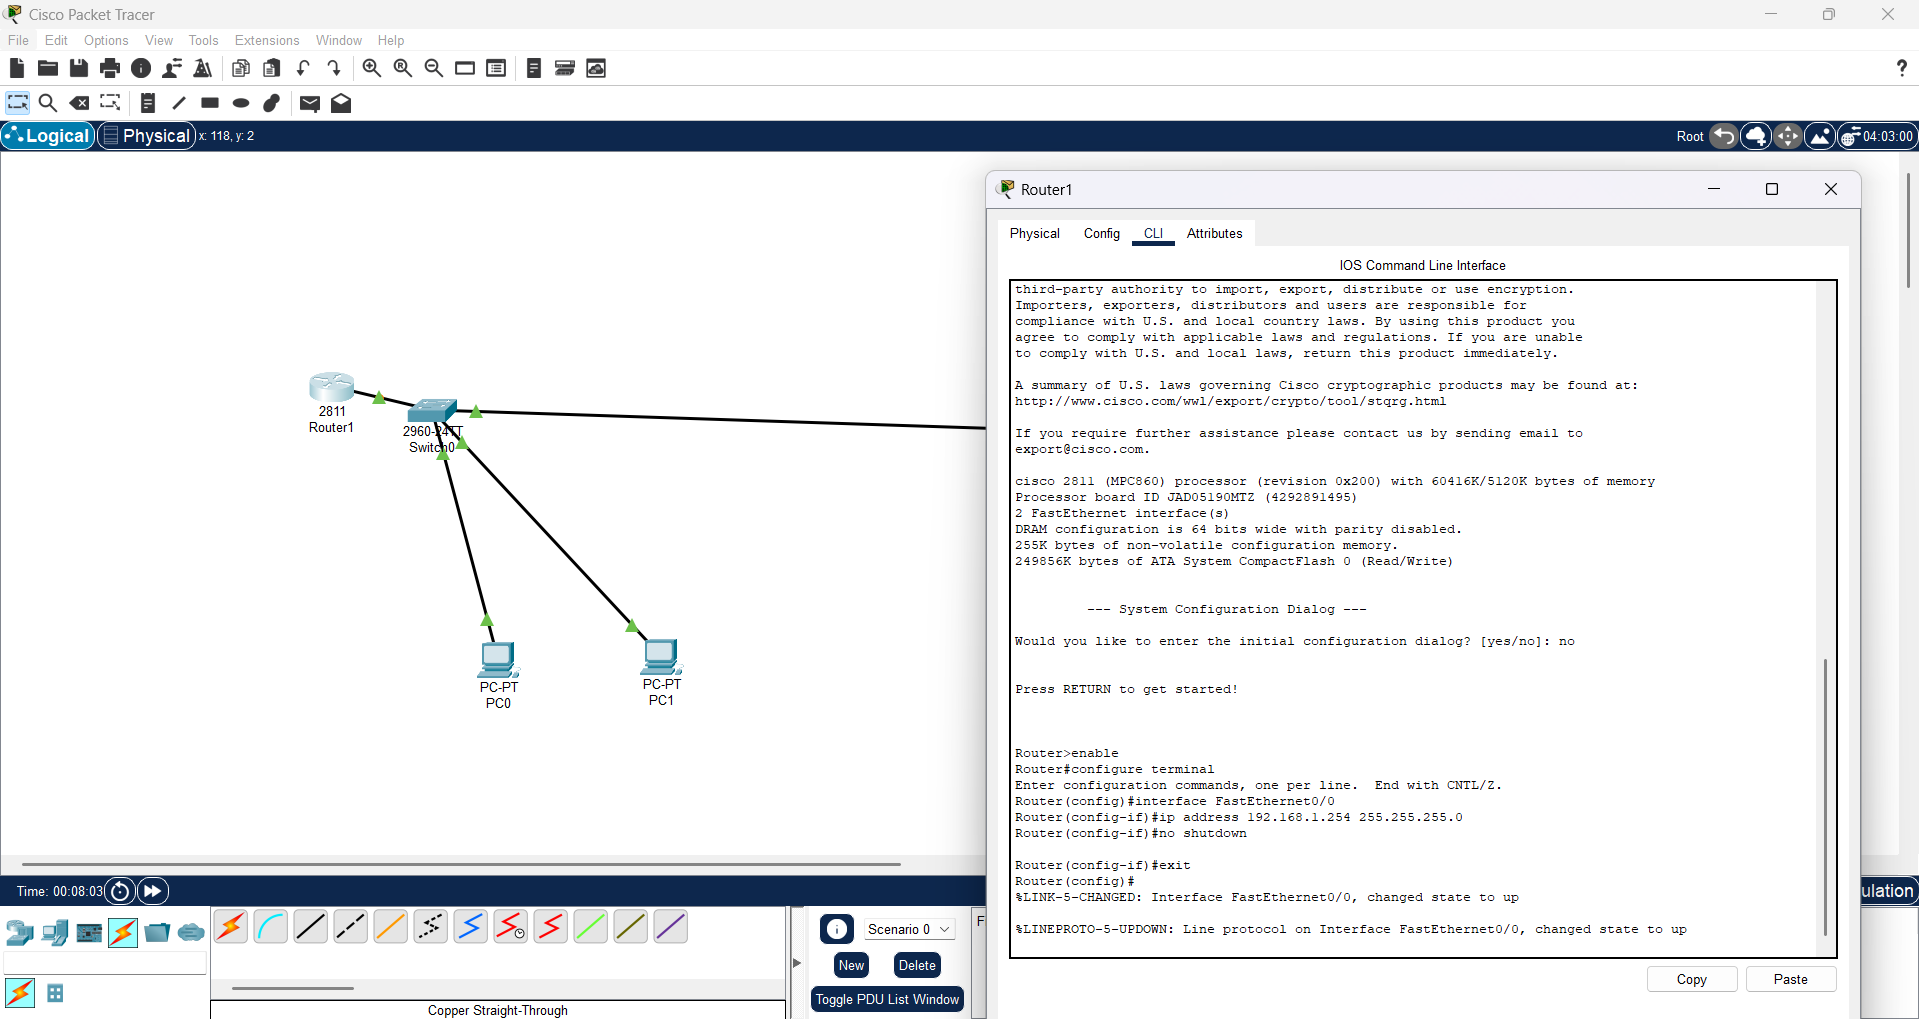 Cisco Packet Tracer
File Edit Options View Tools Extensions Window Help
?
Logical Physical x: 118, y: 2 Root 04:03:00
2811
Router1
2960-24TT
Switch0
PC-PT
PC0
PC-PT
PC1
Router1
Physical Config CLI Attributes
IOS Command Line Interface
third-party authority to import, export, distribute or use encryption.
Importers, exporters, distributors and users are responsible for
compliance with U.S. and local country laws. By using this product you
agree to comply with applicable laws and regulations. If you are unable
to comply with U.S. and local laws, return this product immediately.
A summary of U.S. laws governing Cisco cryptographic products may be found at:
http://www.cisco.com/wwl/export/crypto/tool/stqrg.html
If you require further assistance please contact us by sending email to
export@cisco.com.
cisco 2811 (MPC860) processor (revision 0x200) with 60416K/5120K bytes of memory
Processor board ID JAD05190MTZ (4292891495)
2 FastEthernet interface(s)
DRAM configuration is 64 bits wide with parity disabled.
255K bytes of non-volatile configuration memory.
249856K bytes of ATA System CompactFlash 0 (Read/Write)
--- System Configuration Dialog ---
Would you like to enter the initial configuration dialog? [yes/no]: no
Press RETURN to get started!
Router>enable
Router#configure terminal
Enter configuration commands, one per line. End with CNTL/Z.
Router(config)#interface FastEthernet0/0
Router(config-if)#ip address 192.168.1.254 255.255.255.0
Router(config-if)#no shutdown
Router(config-if)#exit
Router(config)#
%LINK-5-CHANGED: Interface FastEthernet0/0, changed state to up
%LINEPROTO-5-UPDOWN: Line protocol on Interface FastEthernet0/0, changed state to up
Copy Paste
Time: 00:08:03
ulation
Scenario 0
F
New Delete
Toggle PDU List Window
Copper Straight-Through